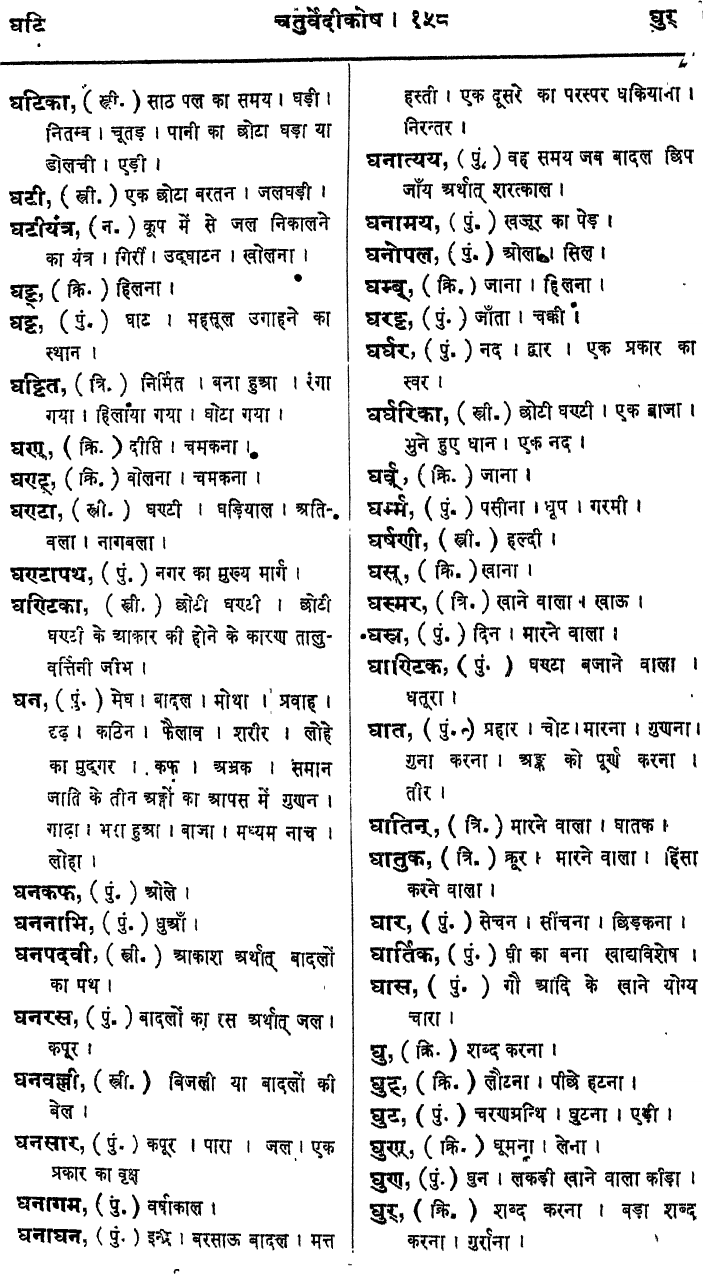 घटि
चतुर्वेदीकोष । १५८
घुर्
घटिका, ( स्त्री. ) साठ पल का समय । घड़ी ।
नितम्ब । चूतड़ । पानी का छोटा घड़ा या
डोलची । एड़ी ।
घटी, ( स्त्री. ) एक छोटा बरतन । जलघड़ी ।
घटीयंत्र, ( न. ) कूप में से जल निकालने
का यंत्र । गिर्री । उद्घाटन । खोलना ।
घट्ट्, ( क्रि. ) हिलना ।
घट्ट, ( पुं. ) घाट । महसूल उगाहने का
स्थान ।
घट्टित, ( त्रि. ) निर्मित । बना हुआ । रंगा
गया । हिलाया गया । घोटा गया ।
घण्, ( क्रि. ) दीप्ति । चमकना ।
घण्ट्, ( क्रि. ) बोलना । चमकना ।
घण्टा, ( स्त्री. ) घण्टी । घड़ियाल । अति-
बला । नागबला ।
घण्टापथ, ( पुं. ) नगर का मुख्य मार्ग ।
घण्टिका, ( स्त्री. ) छोटी घण्टी । छोटी
घण्टी के आकार की होने के कारण तालु-
वर्त्तिनी जीभ ।
घन, ( पुं. ) मेघ । बादल । मोथा । प्रवाह ।
दृढ़ । कठिन । फैलाव । शरीर । लोहे
का मुद्गर । कफ । अभ्रक । समान
जाति के तीन अङ्कों का आपस में गुणन ।
गाढ़ा । भरा हुआ । बाजा । मध्यम नाच ।
लोहा ।
घनकफ, ( पुं. ) ओले ।
घननाभि, ( पुं. ) धुआँ ।
घनपदवी, ( स्त्री. ) आकाश अर्थात् बादलों
का पथ ।
घनरस, ( पुं. ) बादलों का रस अर्थात् जल ।
कपूर ।
घनवल्ली, ( स्त्री. ) बिजली या बादलों की
बेल ।
घनसार, ( पुं. ) कपूर । पारा । जल । एक
प्रकार का वृक्ष
घनागम, ( पुं. ) वर्षाकाल ।
घनाघन, ( पुं. ) इन्द्र । बरसाऊ बादल । मत्त
हस्ती । एक दूसरे का परस्पर धकियाना ।
निरन्तर ।
घनात्यय, ( पुं. ) वह समय जब बादल छिप
जाँय अर्थात् शरत्काल ।
घनामय, ( पुं. ) खजूर का पेड़ ।
घनोपल, ( पुं. ) ओला । सिल ।
घम्ब्, ( क्रि. ) जाना । हिलना ।
घरट्ट, ( पुं. ) जाँता । चक्की ।
घर्घर, ( पुं. ) नद । द्वार । एक प्रकार का
स्वर ।
घर्घरिका, ( स्त्री. ) छोटी घण्टी । एक बाजा ।
भुने हुए धान । एक नद ।
घर्व्, ( क्रि. ) जाना ।
घर्म्म, ( पुं. ) पसीना । धूप । गरमी ।
घर्षणी, ( स्त्री. ) हल्दी ।
घस्, ( क्रि. ) खाना ।
घस्मर, ( त्रि. ) खाने वाला । खाऊ ।
घस्र, ( पुं. ) दिन । मारने वाला ।
घाण्टिक, ( पुं. ) घण्टा बजाने वाला ।
धतूरा ।
घात, ( पुं. ) प्रहार । चोट । मारना । गुणना ।
गुना करना । अङ्क को पूर्ण करना ।
तीर ।
घातिन्, ( त्रि. ) मारने वाला । घातक ।
घातुक, ( त्रि. ) क्रूर । मारने वाला । हिंसा
करने वाला ।
घार, ( पुं. ) सेचन । सींचना । छिड़कना ।
घार्तिक, ( पुं. ) घी का बना खाद्यविशेष ।
घास, ( पुं. ) गौ आदि के खाने योग्य
चारा ।
घु, ( क्रि. ) शब्द करना ।
घुट्, ( क्रि. ) लौटना । पीछे हटना ।
घुट, ( पुं. ) चरणग्रन्थि । घुटना । एड़ी ।
घुण्, ( क्रि. ) घूमना । लेना ।
घुण, ( पुं. ) घुन । लकड़ी खाने वाला कीड़ा ।
घुर्, ( क्रि. ) शब्द करना । बड़ा शब्द
करना । गुर्राना ।